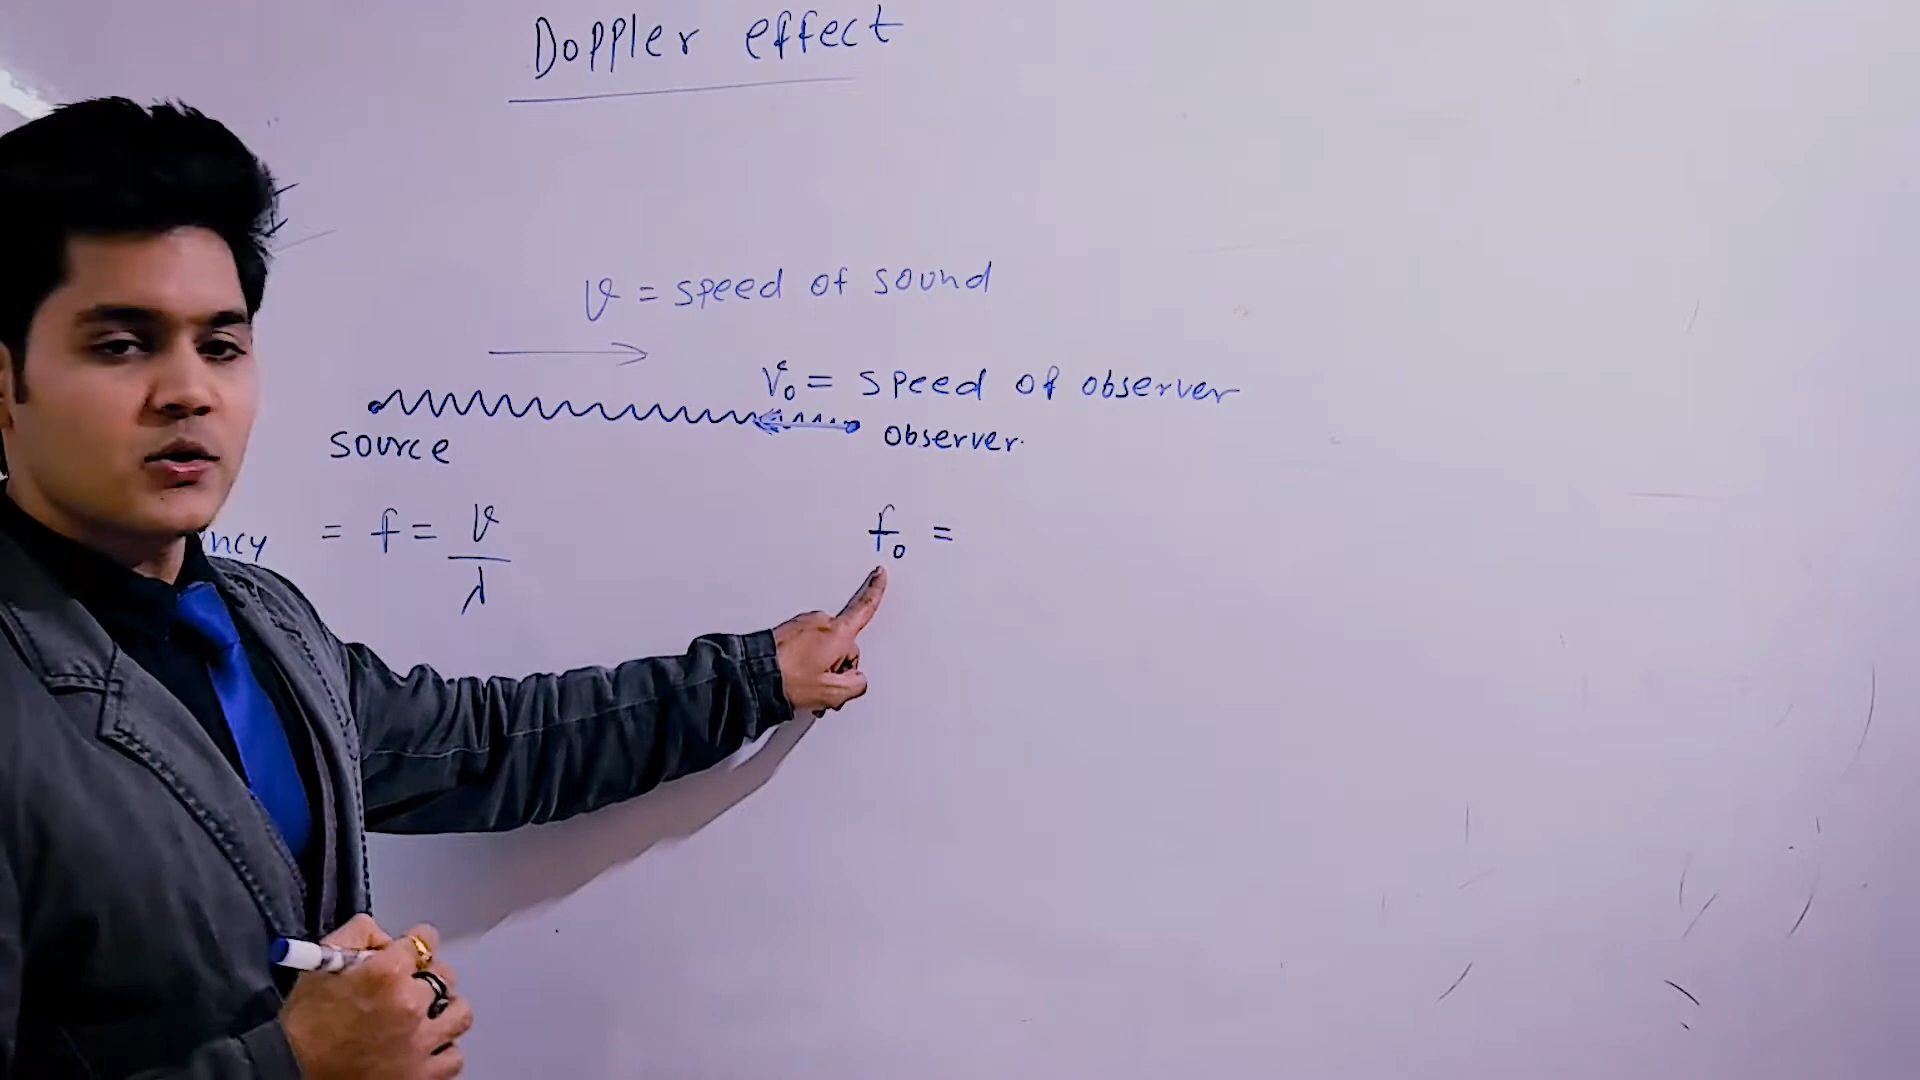 Doppler effect
v = speed of sound
v₀ = speed of observer
source
observer.
ncy = f = v/λ
f₀ =